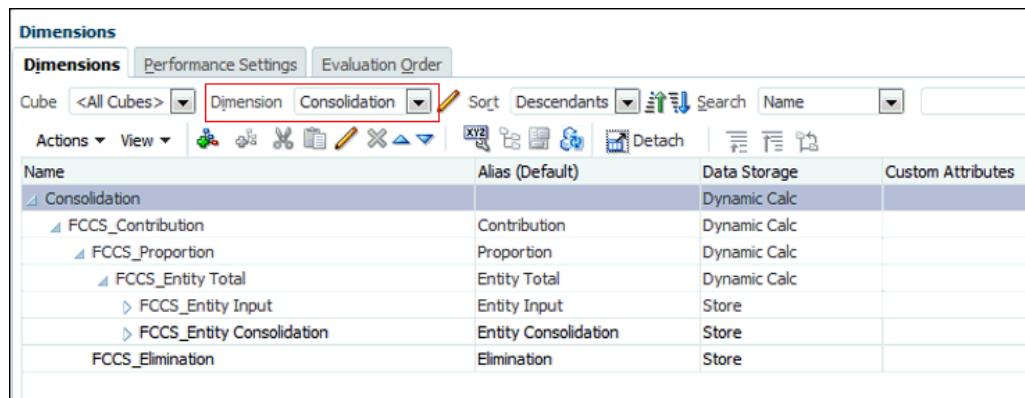 Dimensions
Dimensions Performance Settings Evaluation Order
Cube <All Cubes> Dimension Consolidation Sort Descendants Search Name
Actions View XYZ Detach
Name Alias (Default) Data Storage Custom Attributes
Consolidation Dynamic Calc
FCCS_Contribution Contribution Dynamic Calc
FCCS_Proportion Proportion Dynamic Calc
FCCS_Entity Total Entity Total Dynamic Calc
FCCS_Entity Input Entity Input Store
FCCS_Entity Consolidation Entity Consolidation Store
FCCS_Elimination Elimination Store